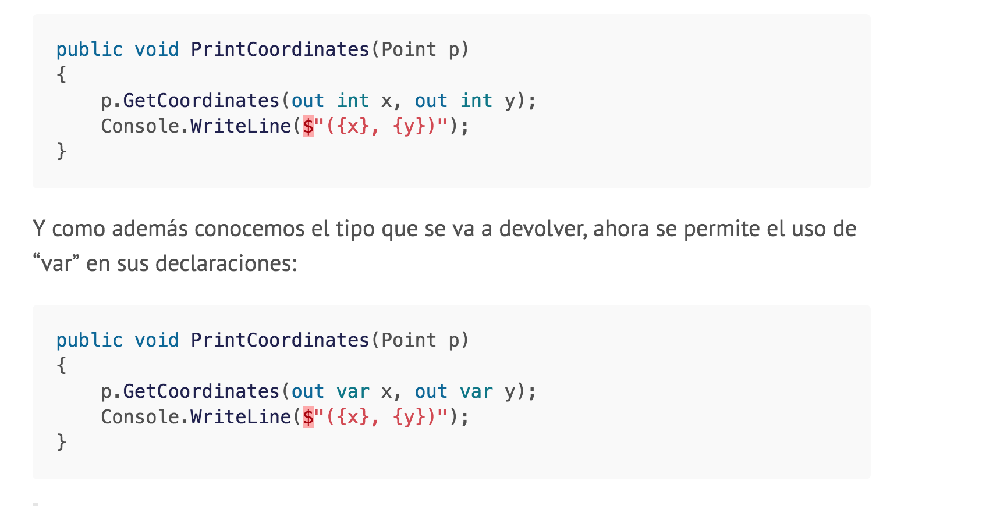 public void PrintCoordinates(Point p)
{
    p.GetCoordinates(out int x, out int y);
    Console.WriteLine($"({x}, {y})");
}
Y como además conocemos el tipo que se va a devolver, ahora se permite el uso de
“var” en sus declaraciones:
public void PrintCoordinates(Point p)
{
    p.GetCoordinates(out var x, out var y);
    Console.WriteLine($"({x}, {y})");
}